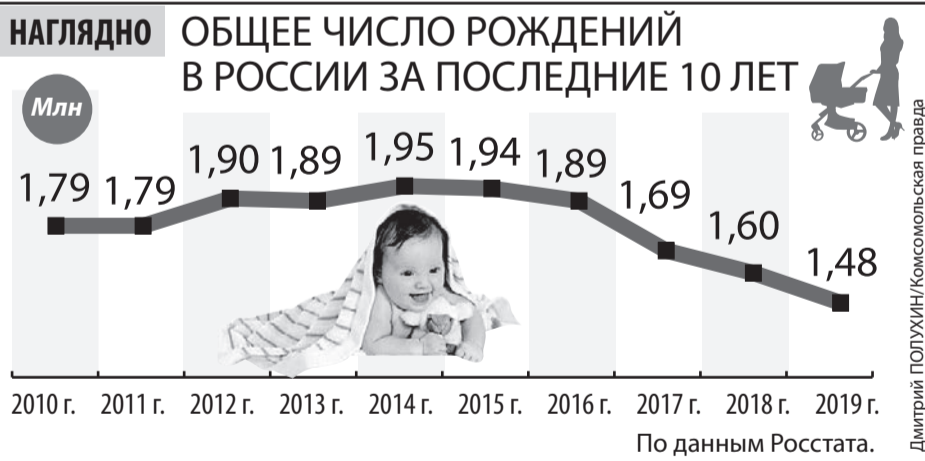 НАГЛЯДНО
ОБЩЕЕ ЧИСЛО РОЖДЕНИЙ
В РОССИИ ЗА ПОСЛЕДНИЕ 10 ЛЕТ
Млн
1,79 1,79 1,90 1,89 1,95 1,94 1,89 1,69 1,60 1,48
2010 г. 2011 г. 2012 г. 2013 г. 2014 г. 2015 г. 2016 г. 2017 г. 2018 г. 2019 г.
По данным Росстата.
Дмитрий ПОЛУХИН/Комсомольская правда